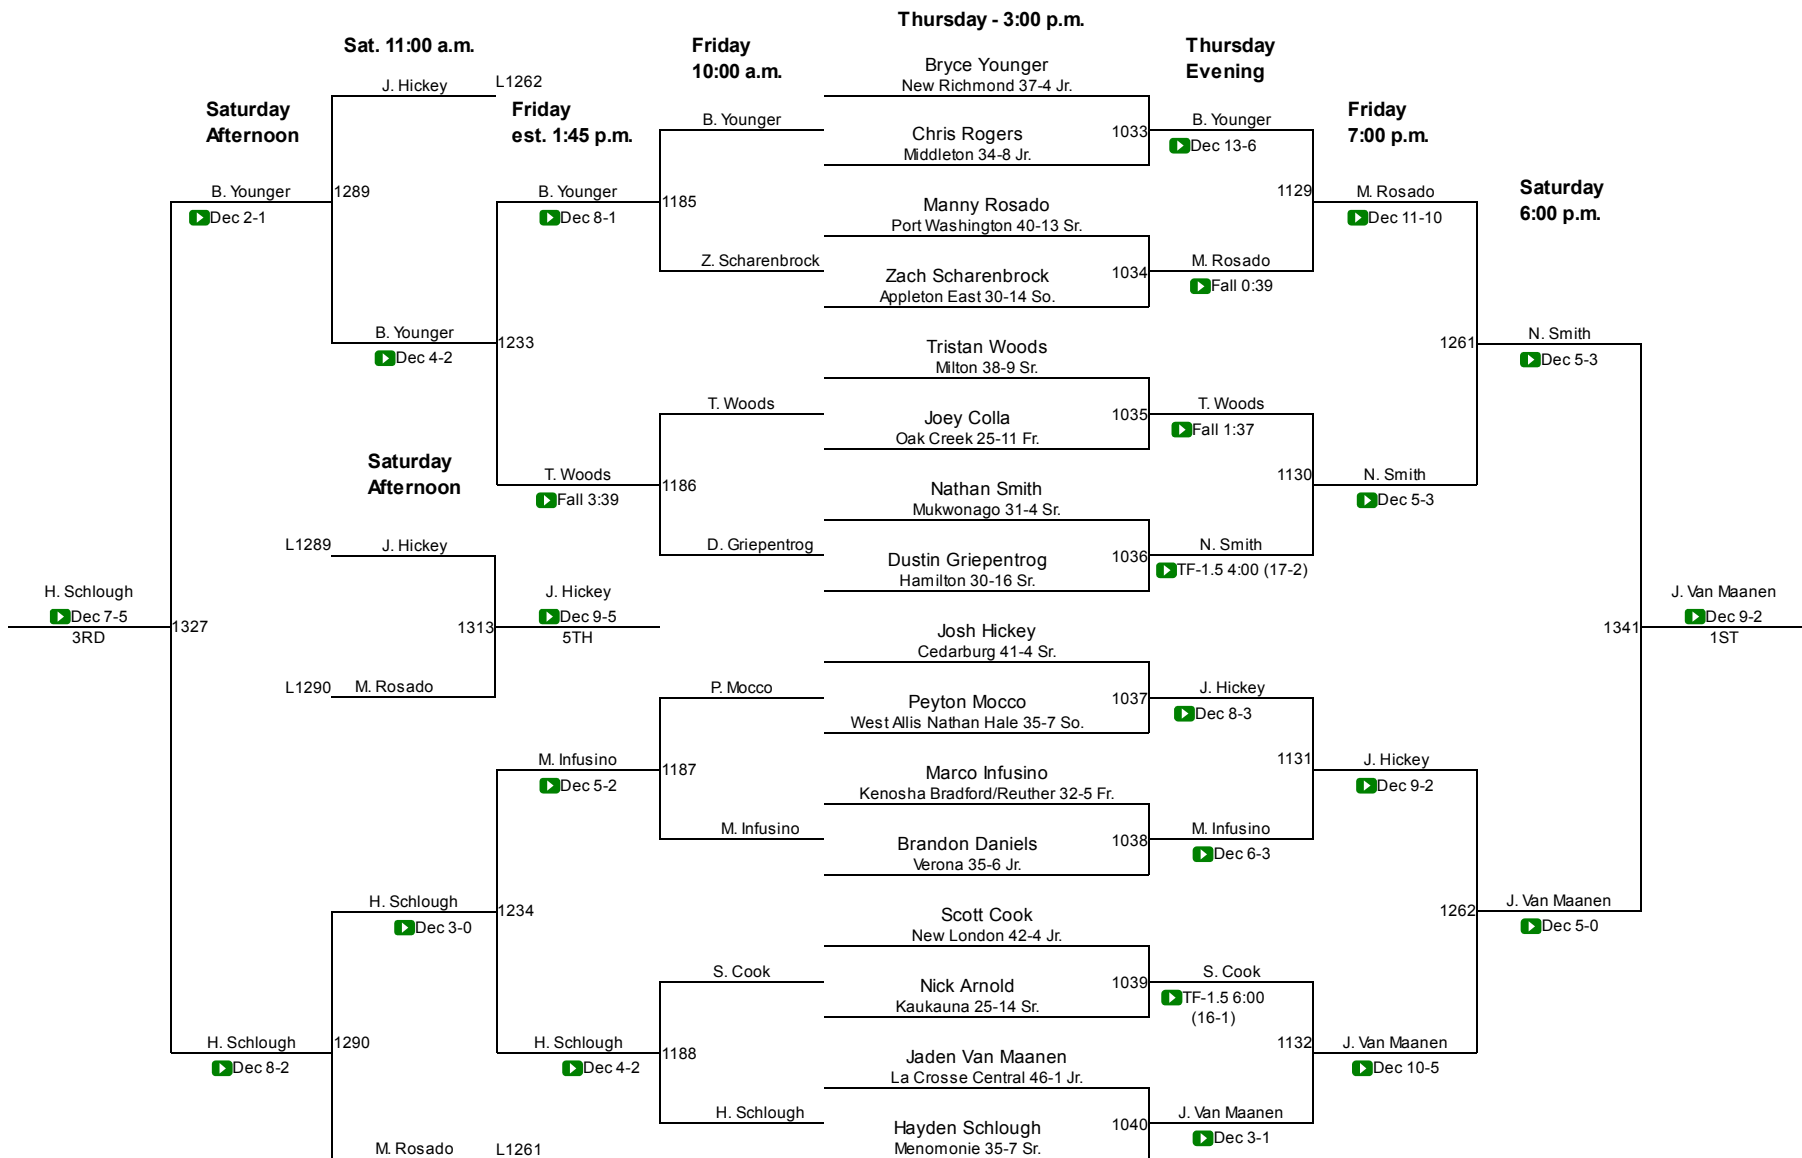 Thursday - 3:00 p.m.
Sat. 11:00 a.m.
Friday
10:00 a.m.
Thursday
Evening
Bryce Younger
New Richmond 37-4 Jr.
J. Hickey
L1262
Saturday
Afternoon
Friday
est. 1:45 p.m.
Friday
7:00 p.m.
B. Younger
Chris Rogers
Middleton 34-8 Jr.
1033
B. Younger
Dec 13-6
B. Younger
Dec 2-1
1289
B. Younger
Dec 8-1
1185
Manny Rosado
Port Washington 40-13 Sr.
1129
M. Rosado
Dec 11-10
Saturday
6:00 p.m.
Z. Scharenbrock
Zach Scharenbrock
Appleton East 30-14 So.
1034
M. Rosado
Fall 0:39
B. Younger
Dec 4-2
1233
Tristan Woods
Milton 38-9 Sr.
1261
N. Smith
Dec 5-3
T. Woods
Joey Colla
Oak Creek 25-11 Fr.
1035
T. Woods
Fall 1:37
Saturday
Afternoon
T. Woods
Fall 3:39
1186
Nathan Smith
Mukwonago 31-4 Sr.
1130
N. Smith
Dec 5-3
L1289
J. Hickey
D. Griepentrog
Dustin Griepentrog
Hamilton 30-16 Sr.
1036
N. Smith
TF-1.5 4:00 (17-2)
H. Schlough
Dec 7-5
3RD
1327
1313
J. Hickey
Dec 9-5
5TH
Josh Hickey
Cedarburg 41-4 Sr.
1341
J. Van Maanen
Dec 9-2
1ST
L1290
M. Rosado
P. Mocco
Peyton Mocco
West Allis Nathan Hale 35-7 So.
1037
J. Hickey
Dec 8-3
M. Infusino
Dec 5-2
1187
Marco Infusino
Kenosha Bradford/Reuther 32-5 Fr.
1131
J. Hickey
Dec 9-2
M. Infusino
Brandon Daniels
Verona 35-6 Jr.
1038
M. Infusino
Dec 6-3
H. Schlough
Dec 3-0
1234
Scott Cook
New London 42-4 Jr.
1262
J. Van Maanen
Dec 5-0
S. Cook
Nick Arnold
Kaukauna 25-14 Sr.
1039
S. Cook
TF-1.5 6:00
(16-1)
H. Schlough
Dec 8-2
1290
H. Schlough
Dec 4-2
1188
Jaden Van Maanen
La Crosse Central 46-1 Jr.
1132
J. Van Maanen
Dec 10-5
H. Schlough
Hayden Schlough
Menomonie 35-7 Sr.
1040
J. Van Maanen
Dec 3-1
M. Rosado
L1261